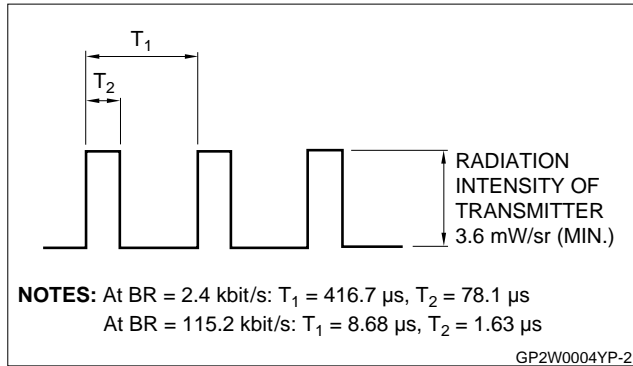 T1
T2
RADIATION
INTENSITY OF
TRANSMITTER
3.6 mW/sr (MIN.)
NOTES: At BR = 2.4 kbit/s: T1 = 416.7 µs, T2 = 78.1 µs
At BR = 115.2 kbit/s: T1 = 8.68 µs, T2 = 1.63 µs
GP2W0004YP-2